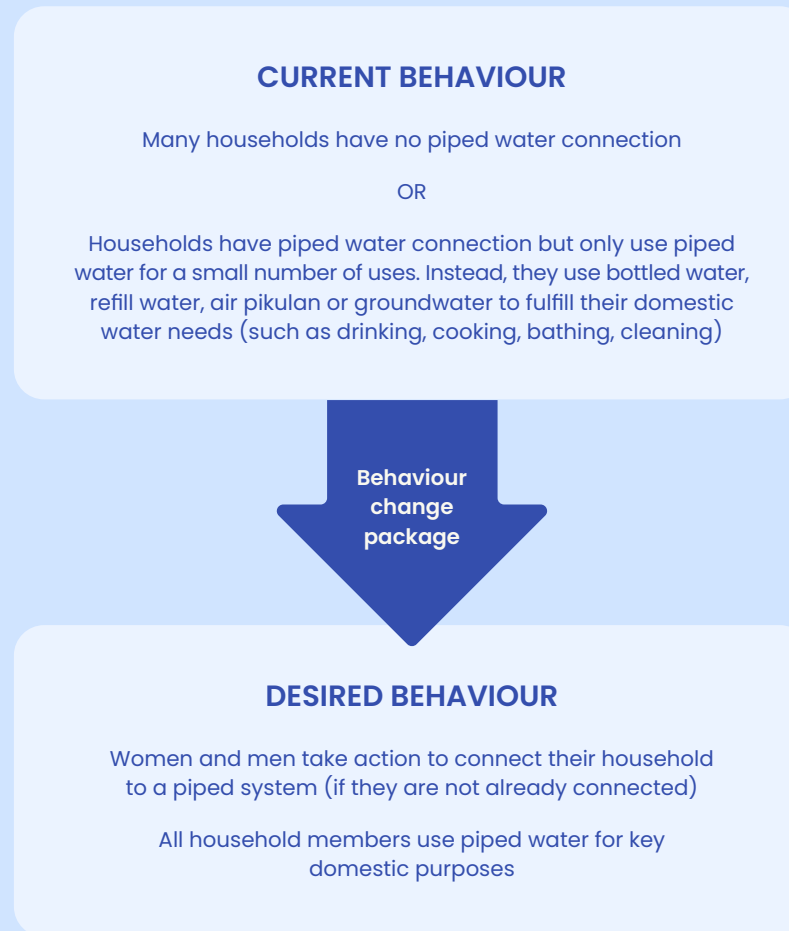 CURRENT BEHAVIOUR
Many households have no piped water connection
OR
Households have piped water connection but only use piped
water for a small number of uses. Instead, they use bottled water,
refill water, air pikulan or groundwater to fulfill their domestic
water needs (such as drinking, cooking, bathing, cleaning)
Behaviour
change
package
DESIRED BEHAVIOUR
Women and men take action to connect their household
to a piped system (if they are not already connected)
All household members use piped water for key
domestic purposes